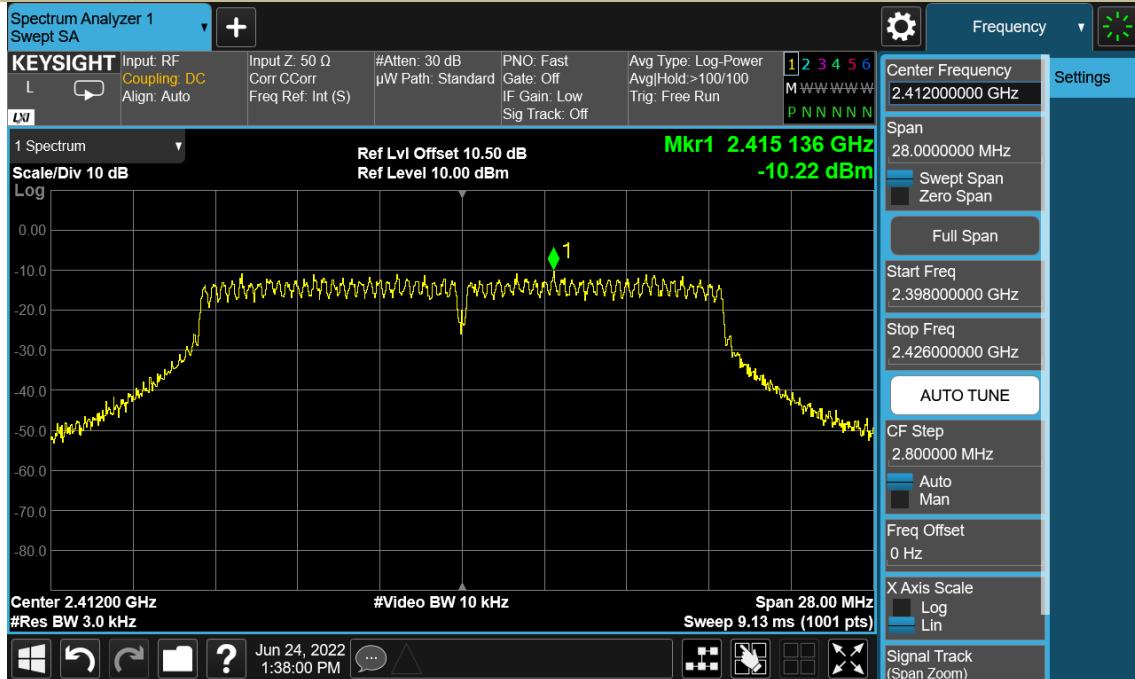 Spectrum Analyzer 1
Swept SA
Frequency
KEYSIGHT
L
LXI
Input: RF
Coupling: DC
Align: Auto
Input Z: 50 Ω
Corr CCorr
Freq Ref: Int (S)
#Atten: 30 dB
µW Path: Standard
PNO: Fast
Gate: Off
IF Gain: Low
Sig Track: Off
Avg Type: Log-Power
Avg|Hold:>100/100
Trig: Free Run
1 2 3 4 5 6
M W W W W W
P N N N N N
Center Frequency
2.412000000 GHz
Settings
1 Spectrum
Scale/Div 10 dB
Ref Lvl Offset 10.50 dB
Ref Level 10.00 dBm
Mkr1 2.415 136 GHz
-10.22 dBm
Span
28.0000000 MHz
Swept Span
Zero Span
Full Span
Start Freq
2.398000000 GHz
Stop Freq
2.426000000 GHz
AUTO TUNE
CF Step
2.800000 MHz
Auto
Man
Freq Offset
0 Hz
X Axis Scale
Log
Lin
Signal Track
(Span Zoom)
Log
0.00
-10.0
-20.0
-30.0
-40.0
-50.0
-60.0
-70.0
-80.0
1
Center 2.41200 GHz
#Res BW 3.0 kHz
#Video BW 10 kHz
Span 28.00 MHz
Sweep 9.13 ms (1001 pts)
?
Jun 24, 2022
1:38:00 PM